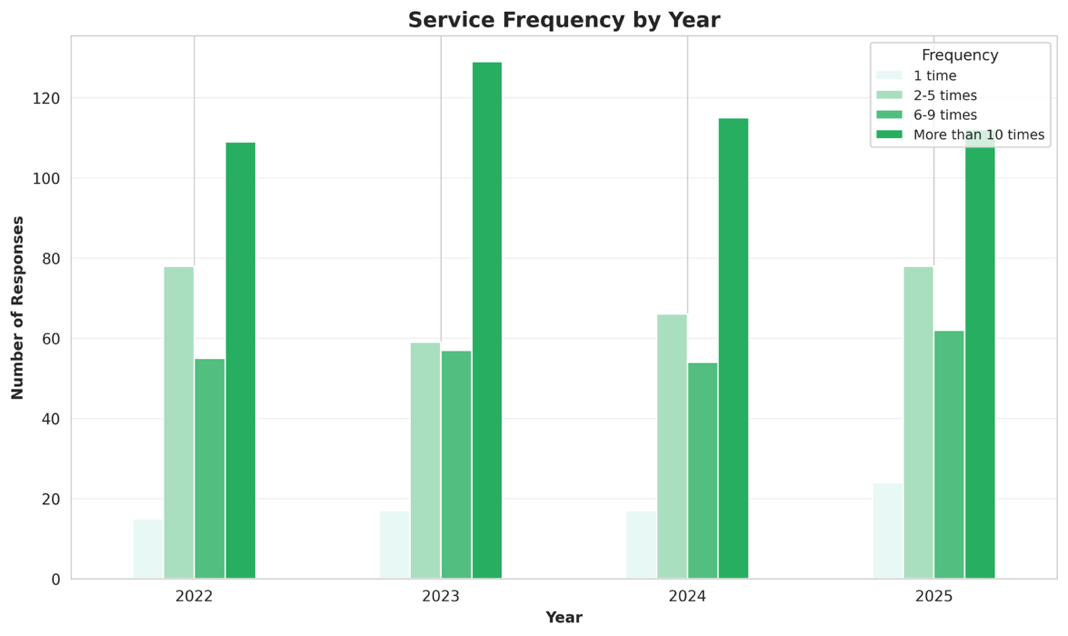 Service Frequency by Year
Frequency
1 time
2-5 times
6-9 times
More than 10 times
Number of Responses
120
100
80
60
40
20
0
2022 2023 2024 2025
Year